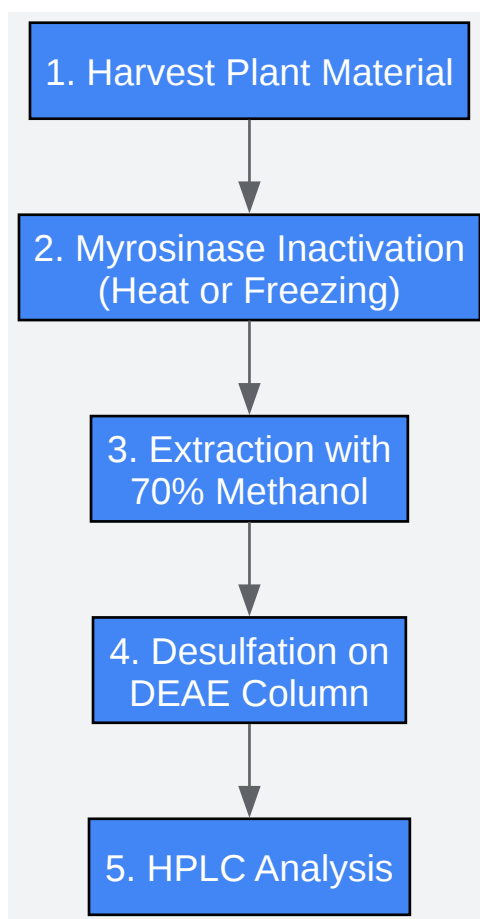 1. Harvest Plant Material
2. Myrosinase Inactivation
(Heat or Freezing)
3. Extraction with
70% Methanol
4. Desulfation on
DEAE Column
5. HPLC Analysis